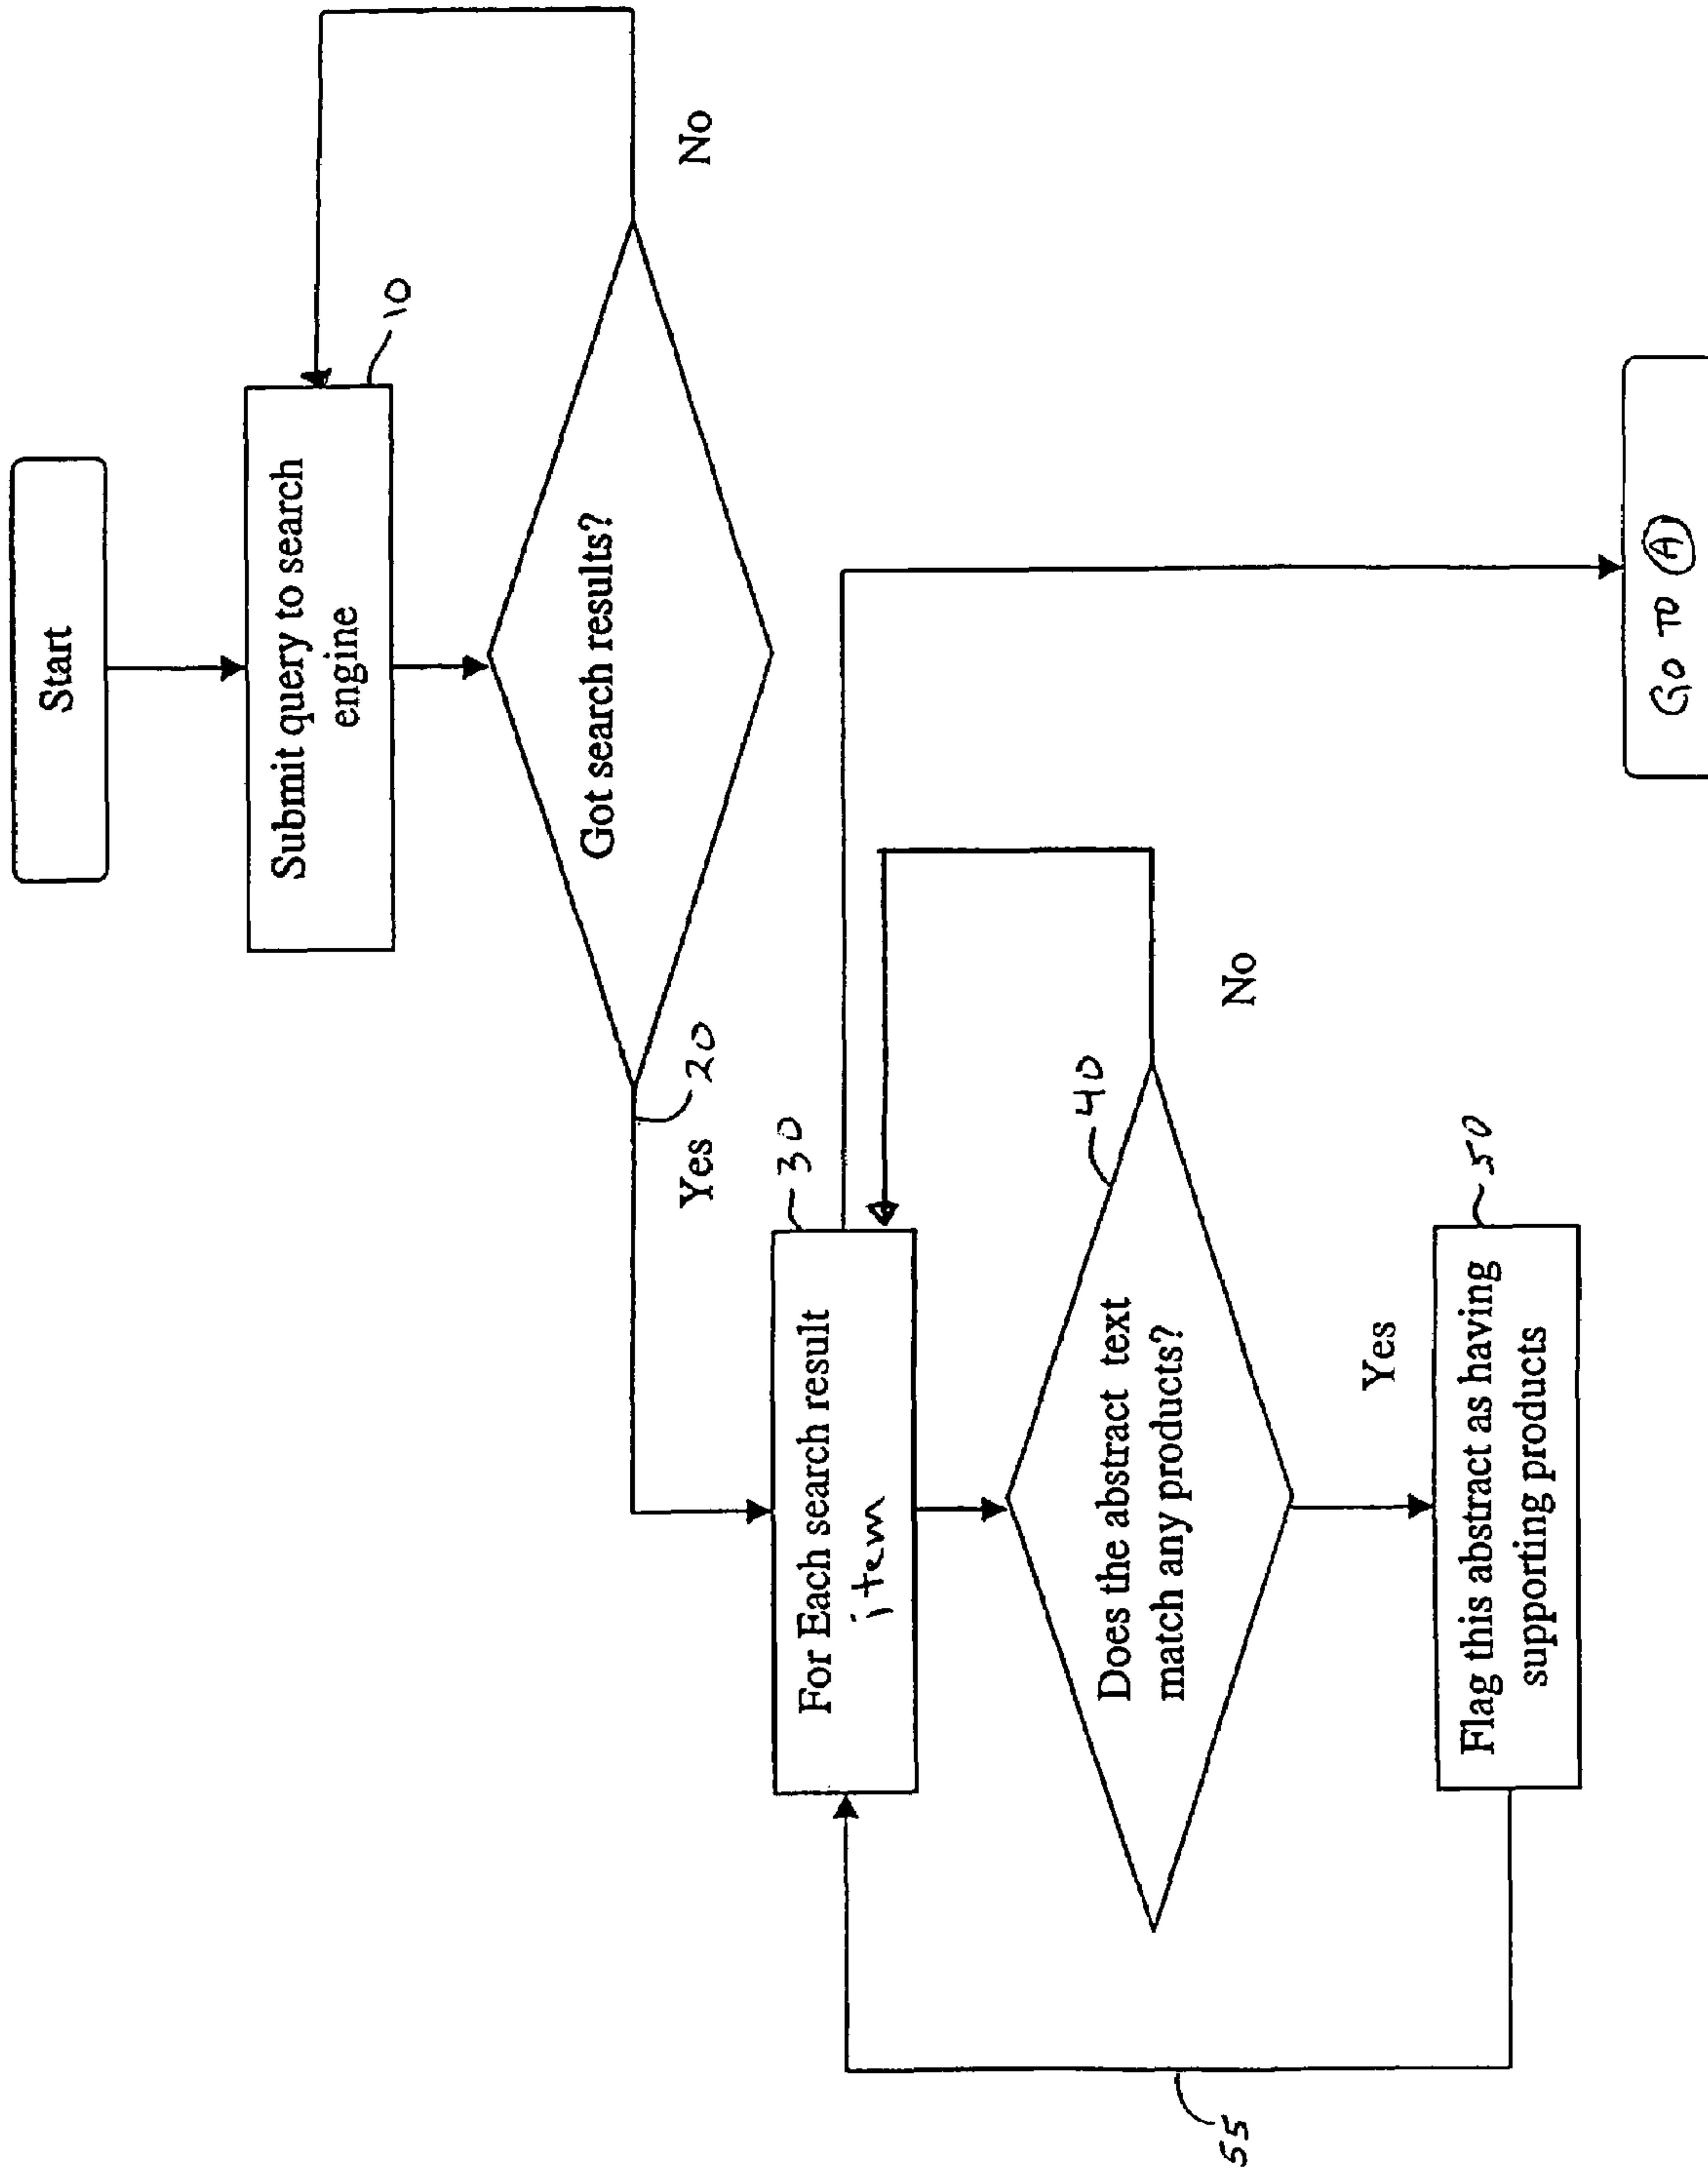 Start
Submit query to search
engine
10
Got search results?
No
20
Yes
30
For Each search result
item
40
Does the abstract text
match any products?
No
Yes
50
Flag this abstract as having
supporting products
55
GO TO A